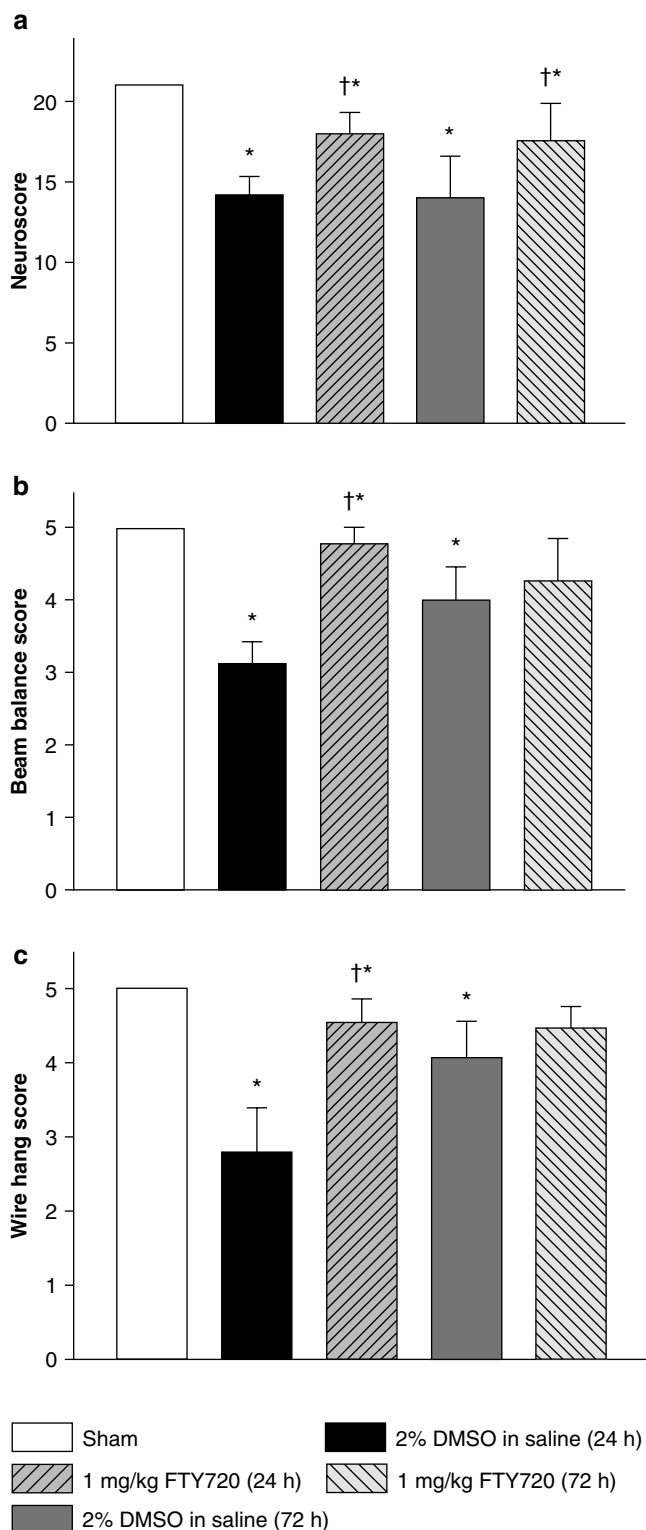 a
20
15
10
5
0
Neuroscore
*
†*
*
†*
b
5
4
3
2
1
0
Beam balance score
*
†*
*
c
5
4
3
2
1
0
Wire hang score
*
†*
*
Sham
2% DMSO in saline (24 h)
1 mg/kg FTY720 (24 h)
1 mg/kg FTY720 (72 h)
2% DMSO in saline (72 h)